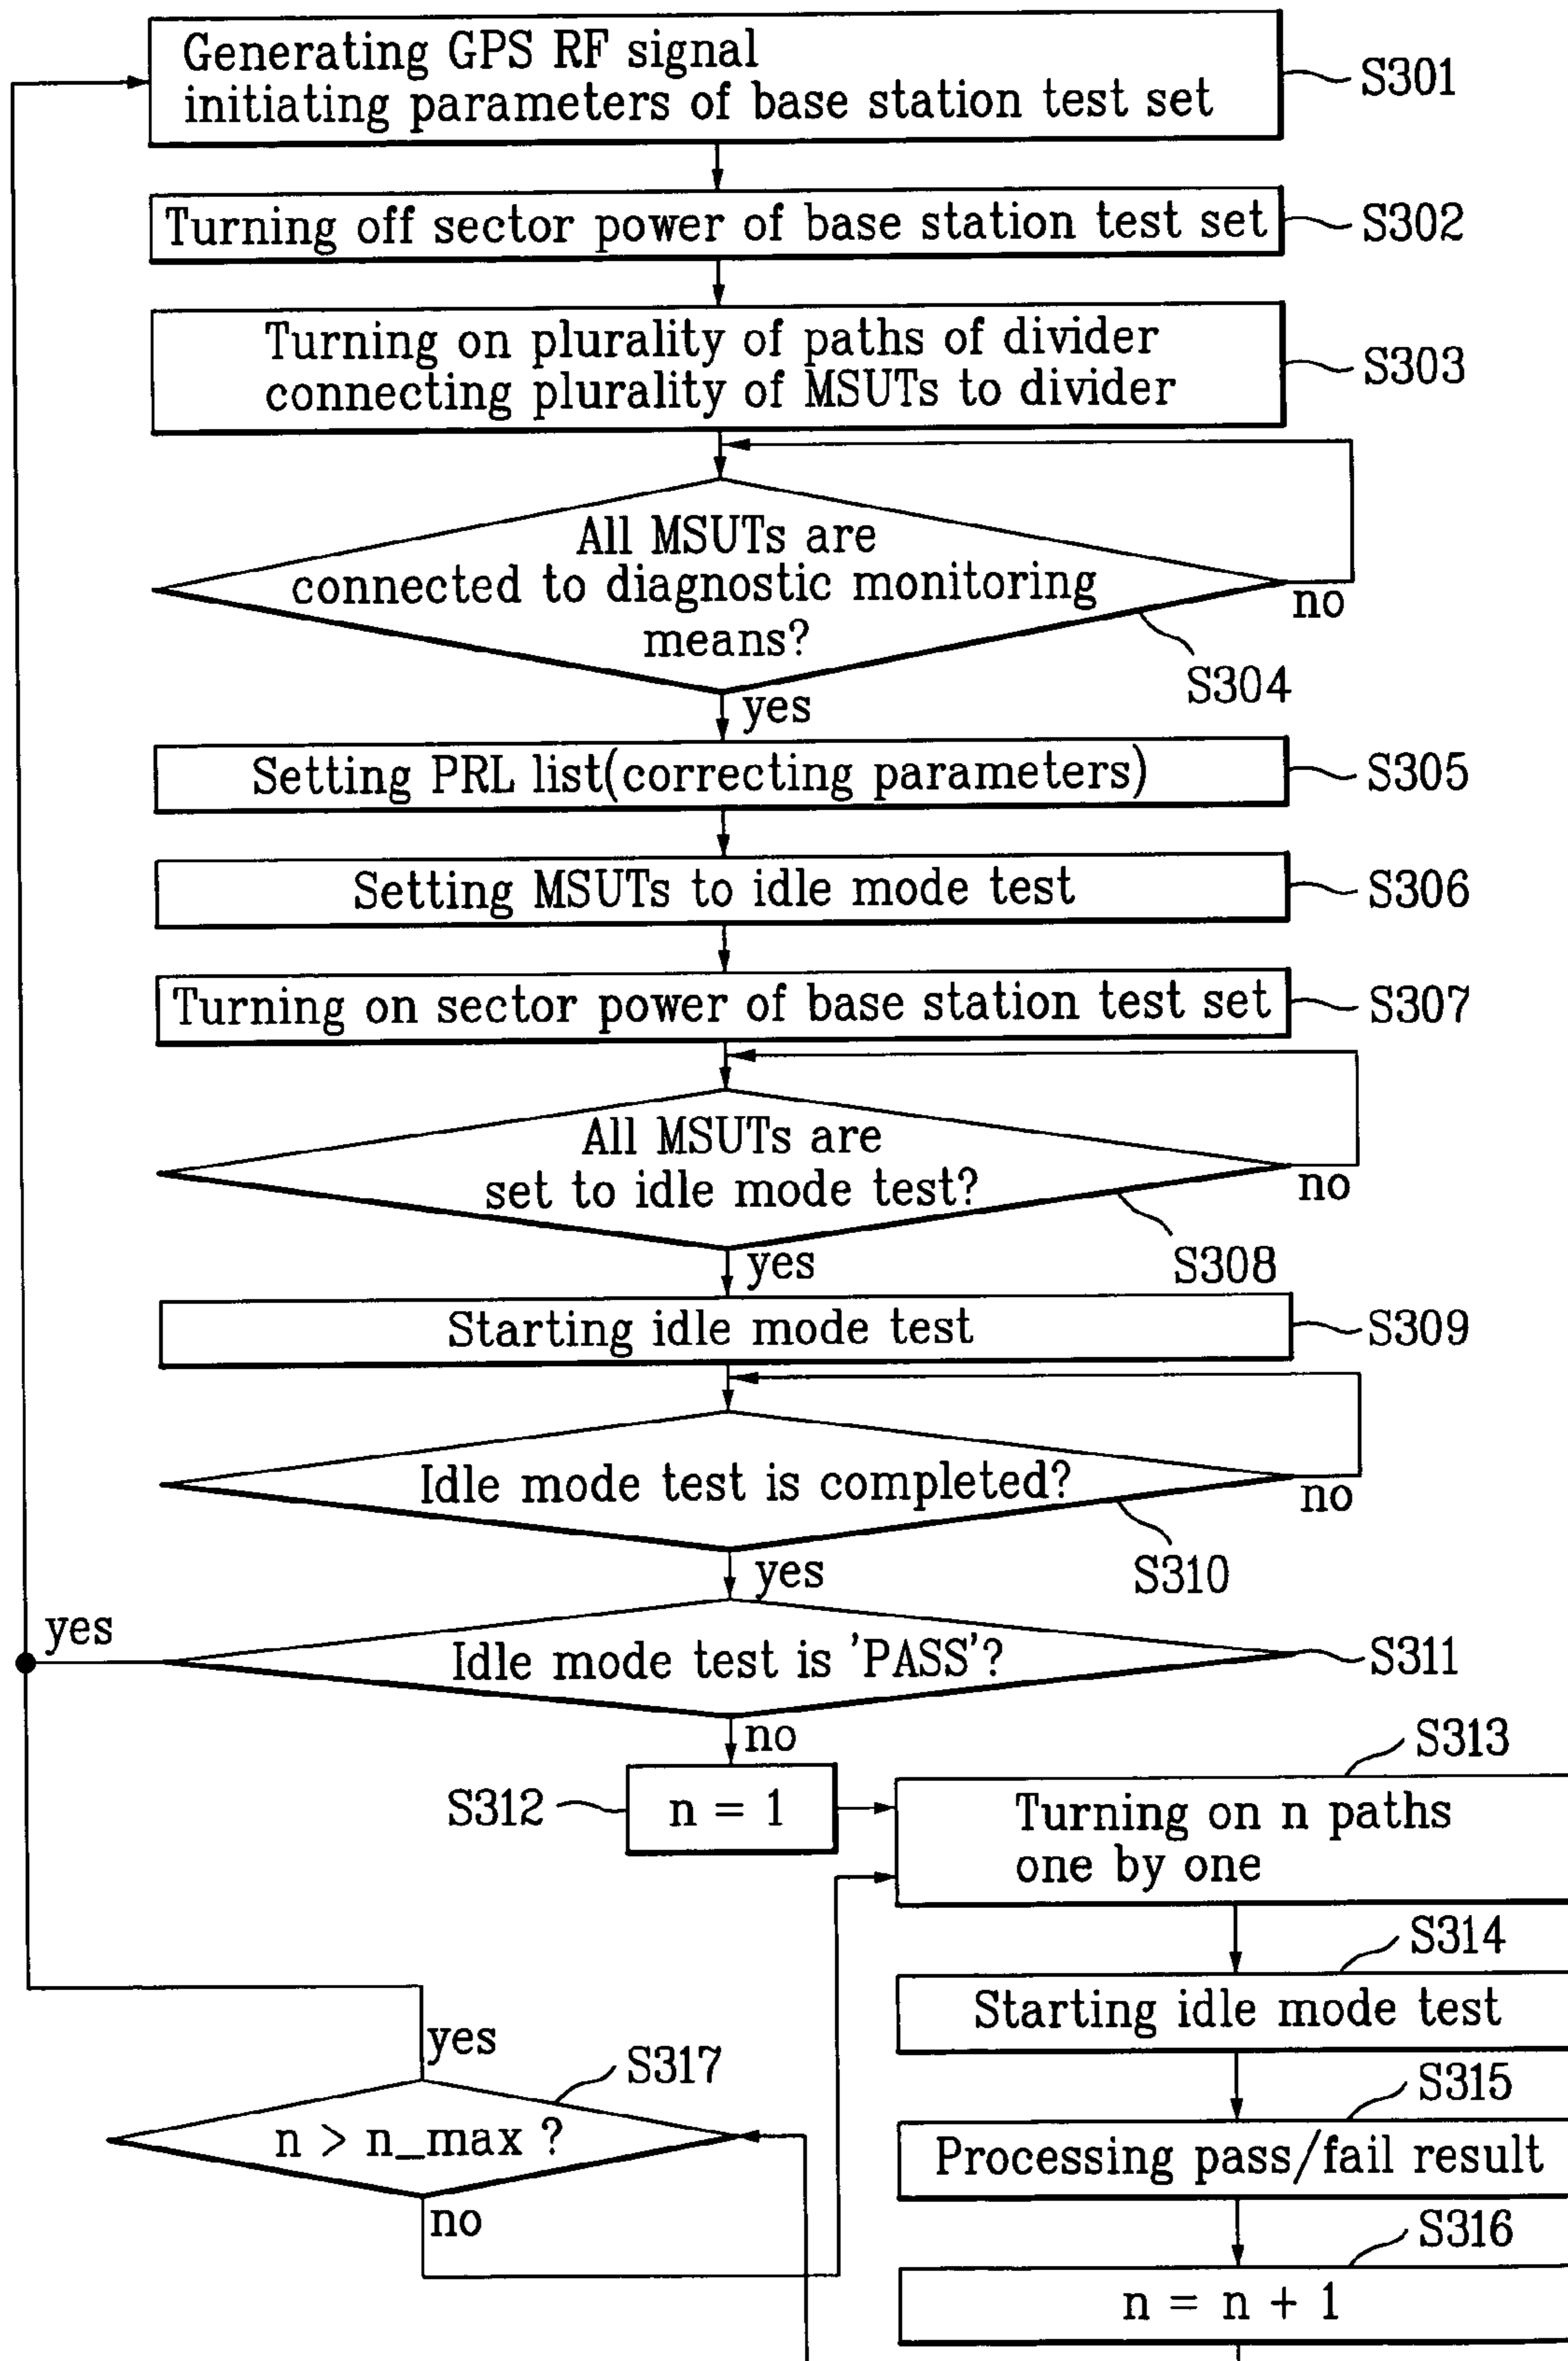 Generating GPS RF signal
initiating parameters of base station test set
S301
Turning off sector power of base station test set
S302
Turning on plurality of paths of divider
connecting plurality of MSUTs to divider
S303
All MSUTs are
connected to diagnostic monitoring
means?
no
S304
yes
Setting PRL list(correcting parameters)
S305
Setting MSUTs to idle mode test
S306
Turning on sector power of base station test set
S307
All MSUTs are
set to idle mode test?
no
S308
yes
Starting idle mode test
S309
Idle mode test is completed?
no
S310
yes
yes
Idle mode test is 'PASS'?
S311
no
S312
n = 1
S313
Turning on n paths
one by one
S314
Starting idle mode test
S315
Processing pass/fail result
S316
n = n + 1
yes
S317
n > n_max ?
no